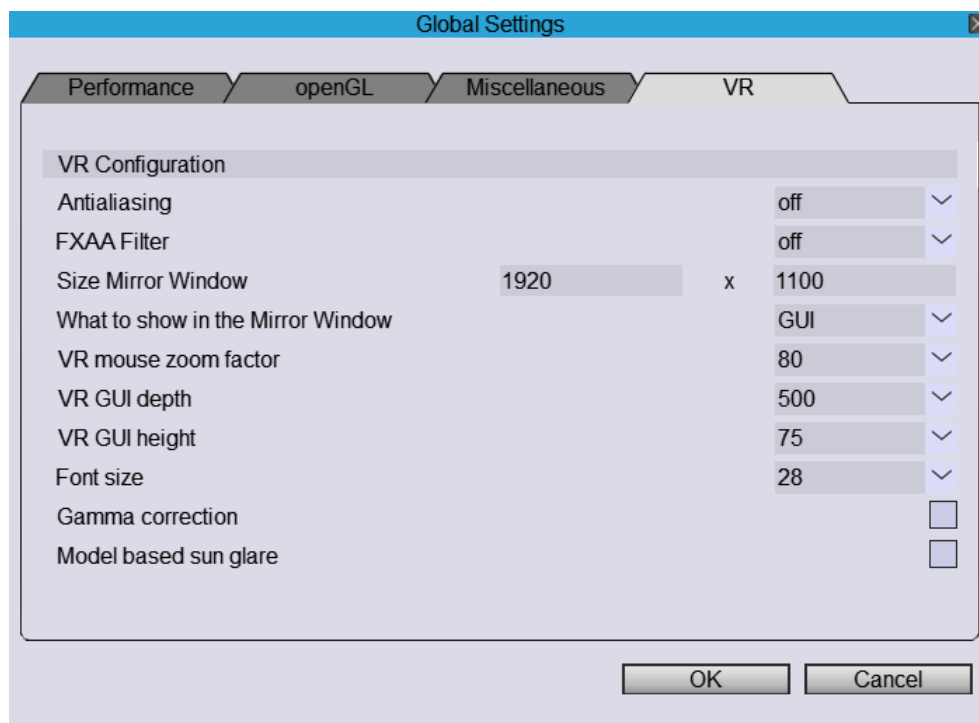 Global Settings
Performance openGL Miscellaneous VR
VR Configuration
Antialiasing off
FXAA Filter off
Size Mirror Window 1920 x 1100
What to show in the Mirror Window GUI
VR mouse zoom factor 80
VR GUI depth 500
VR GUI height 75
Font size 28
Gamma correction
Model based sun glare
OK Cancel